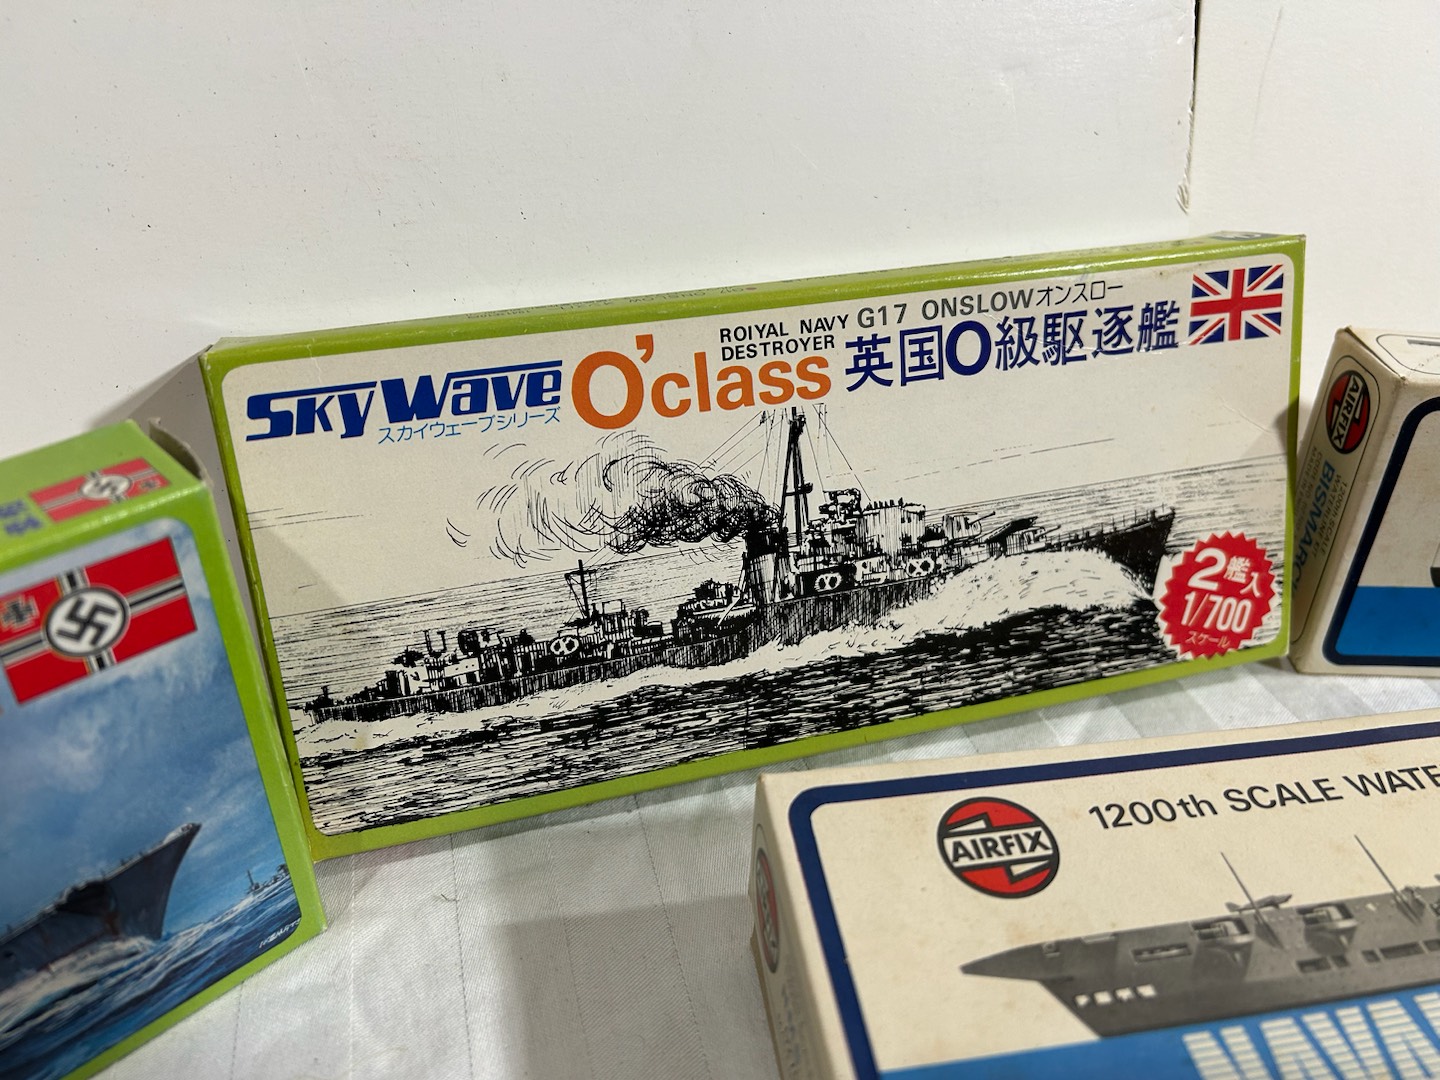 SKYWAVE
スカイウェーブシリーズ
O'class
ROIYAL NAVY
DESTROYER
G17 ONSLOWオンスロー
英国O級駆逐艦
2艦入
1/700
スケール
AIRFIX
BISMARCK
AIRFIX
1200th SCALE WATE